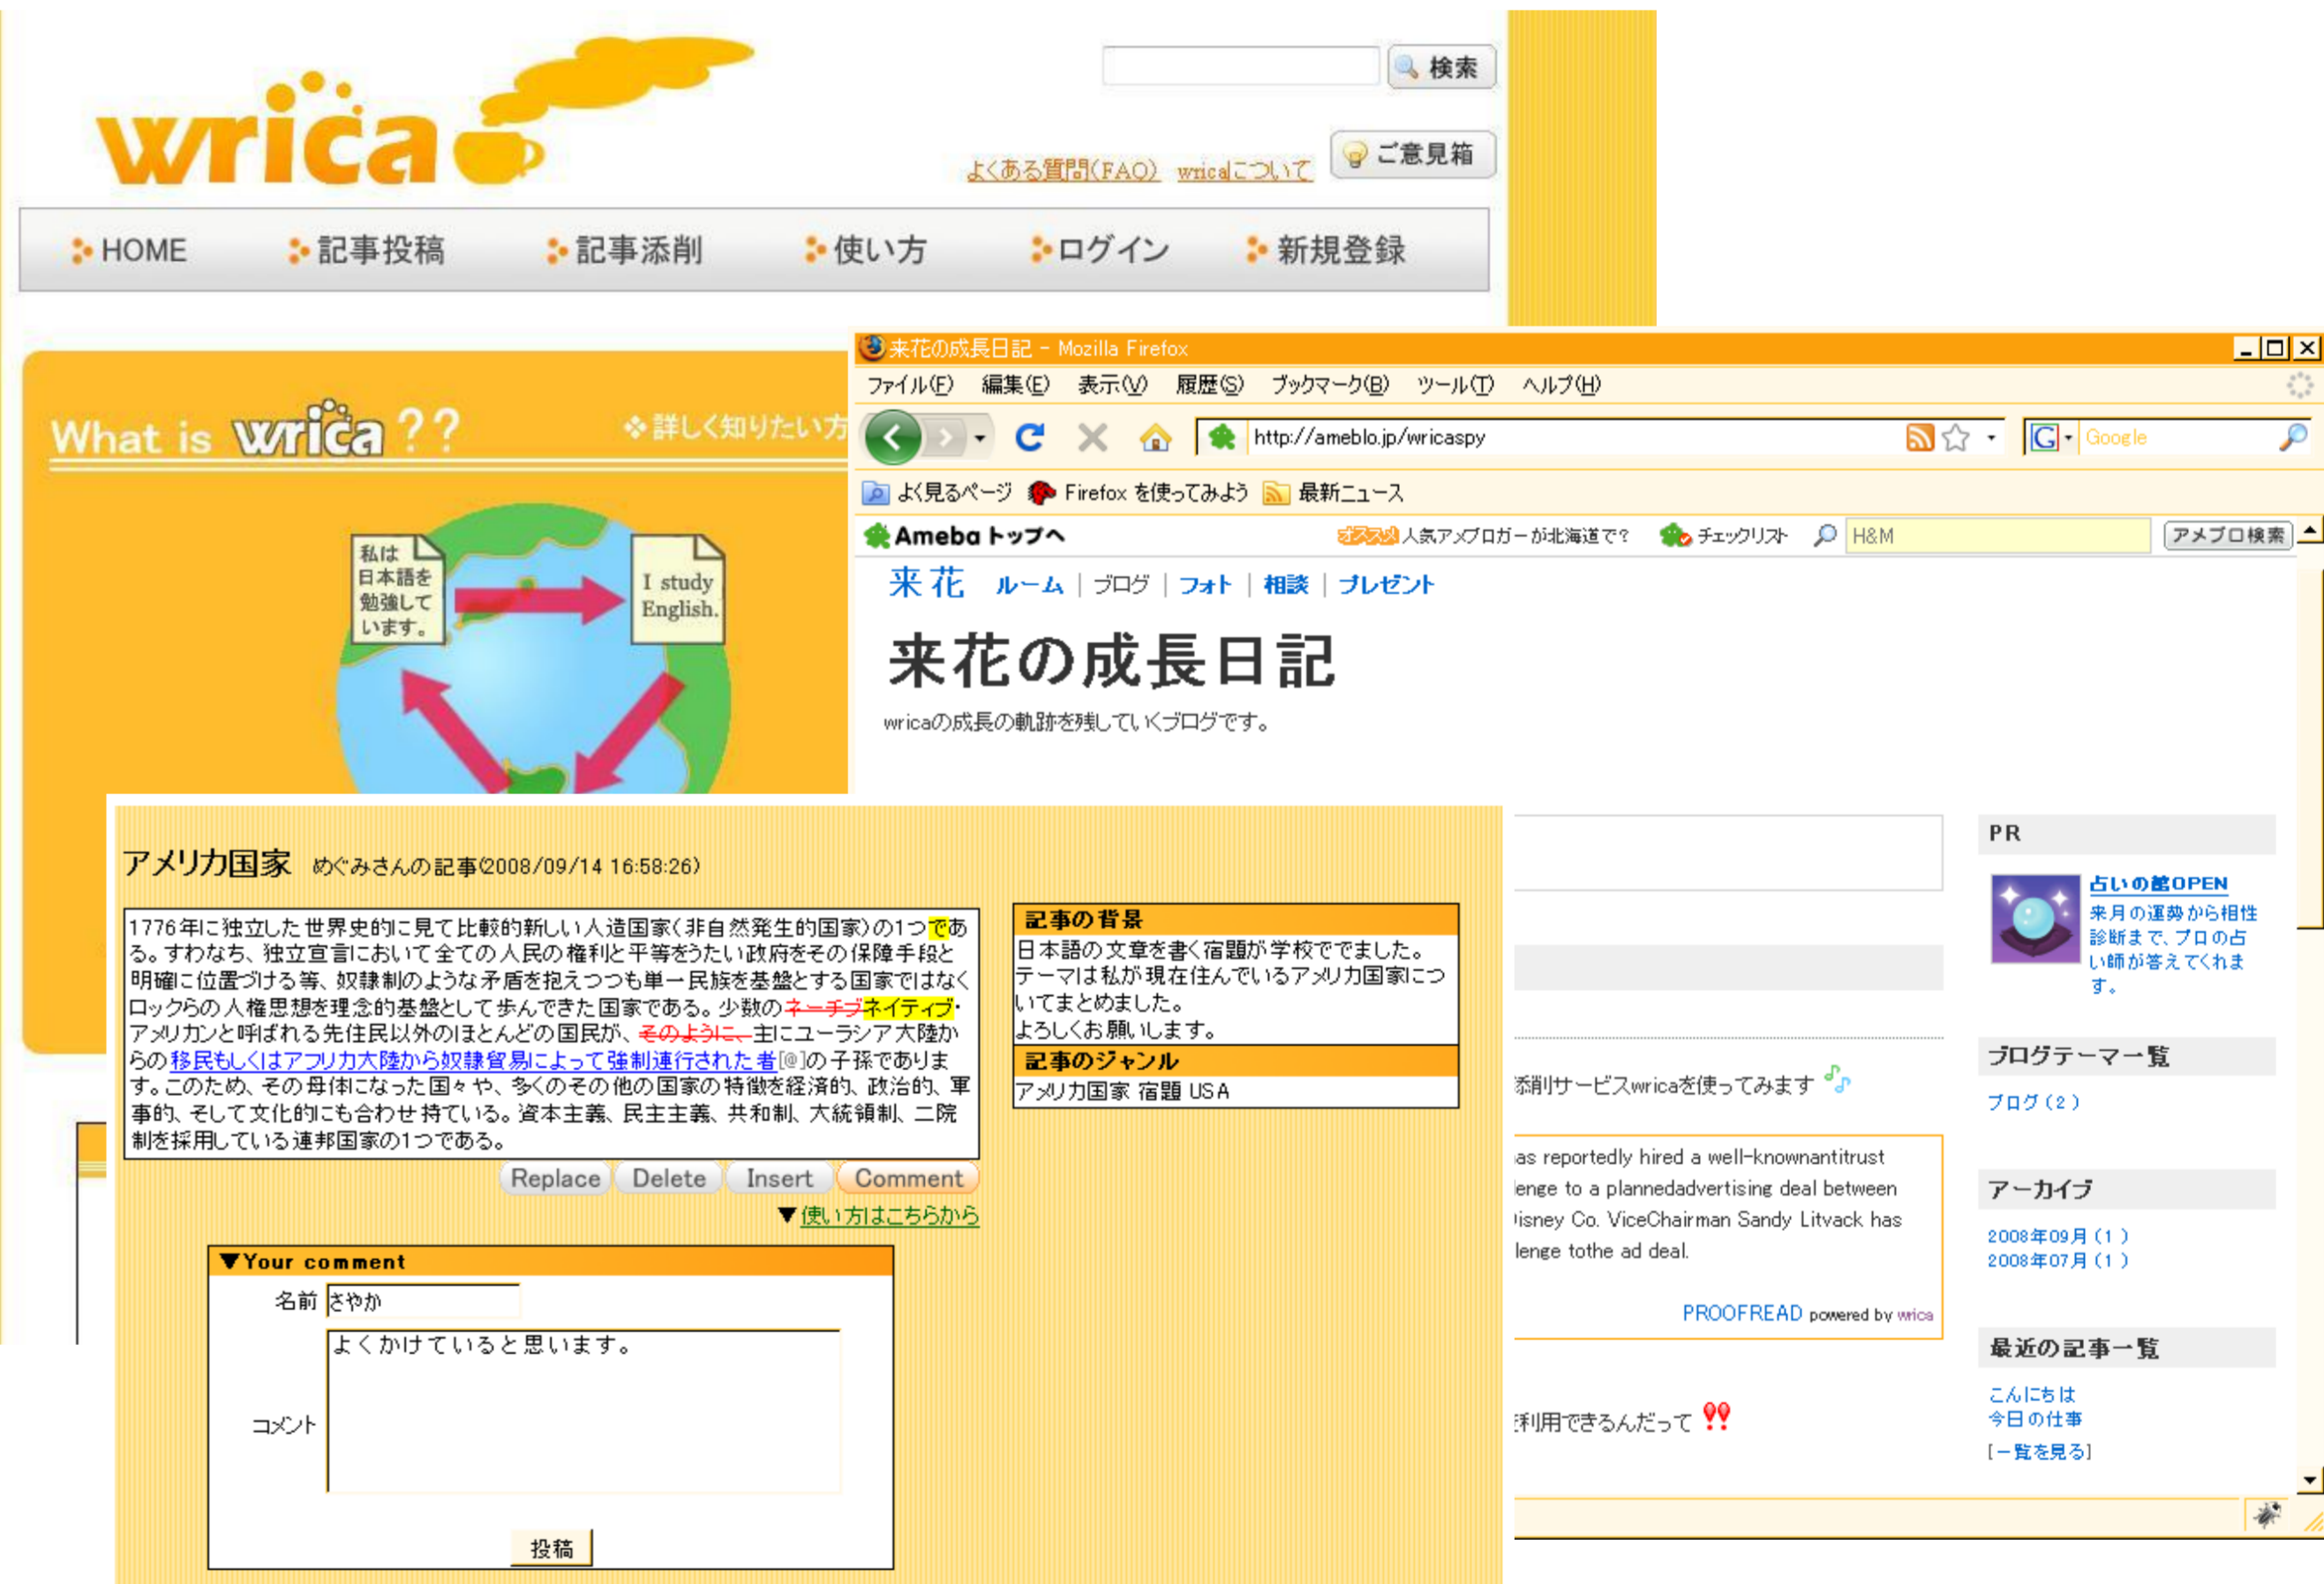 wrica
検索
よくある質問(FAQ) wricaについて ご意見箱
HOME 記事投稿 記事添削 使い方 ログイン 新規登録
What is wrica ??
❖詳しく知りたい方
私は
日本語を
勉強して
います。
I study
English.
来花の成長日記 - Mozilla Firefox
ファイル(F) 編集(E) 表示(V) 履歴(S) ブックマーク(B) ツール(T) ヘルプ(H)
http://ameblo.jp/wricaspy
G Google
よく見るページ Firefox を使ってみよう 最新ニュース
Ameba トップへ オススメ 人気アメブロガーが北海道で? チェックリスト H&M アメブロ検索
来花 ルーム | ブログ | フォト | 相談 | プレゼント
来花の成長日記
wricaの成長の軌跡を残していくブログです。
アメリカ国家 めぐみさんの記事(2008/09/14 16:58:26)
1776年に独立した世界史的に見て比較的新しい人造国家(非自然発生的国家)の1つであ
る。すわなち、独立宣言において全ての人民の権利と平等をうたい政府をその保障手段と
明確に位置づける等、奴隷制のような矛盾を抱えつつも単一民族を基盤とする国家ではなく
ロックらの人権思想を理念的基盤として歩んできた国家である。少数のネーチブネイティブ・
アメリカンと呼ばれる先住民以外のほとんどの国民が、そのように、主にユーラシア大陸か
らの移民もしくはアフリカ大陸から奴隷貿易によって強制連行された者[@]の子孫でありま
す。このため、その母体になった国々や、多くのその他の国家の特徴を経済的、政治的、軍
事的、そして文化的にも合わせ持ている。資本主義、民主主義、共和制、大統領制、二院
制を採用している連邦国家の1つである。
Replace Delete Insert Comment
▼使い方はこちらから
記事の背景
日本語の文章を書く宿題が学校ででました。
テーマは私が現在住んでいるアメリカ国家につ
いてまとめました。
よろしくお願いします。
記事のジャンル
アメリカ国家 宿題 USA
▼Your comment
名前 さやか
コメント よくかけていると思います。
投稿
添削サービスwricaを使ってみます
as reportedly hired a well-knownantitrust
lenge to a plannedadvertising deal between
isney Co. ViceChairman Sandy Litvack has
lenge tothe ad deal.
PROOFREAD powered by wrica
利用できるんだって
PR
占いの館OPEN
来月の運勢から相性
診断まで、プロの占
い師が答えてくれま
す。
ブログテーマ一覧
ブログ(2)
アーカイブ
2008年09月(1)
2008年07月(1)
最近の記事一覧
こんにちは
今日の仕事
[一覧を見る]